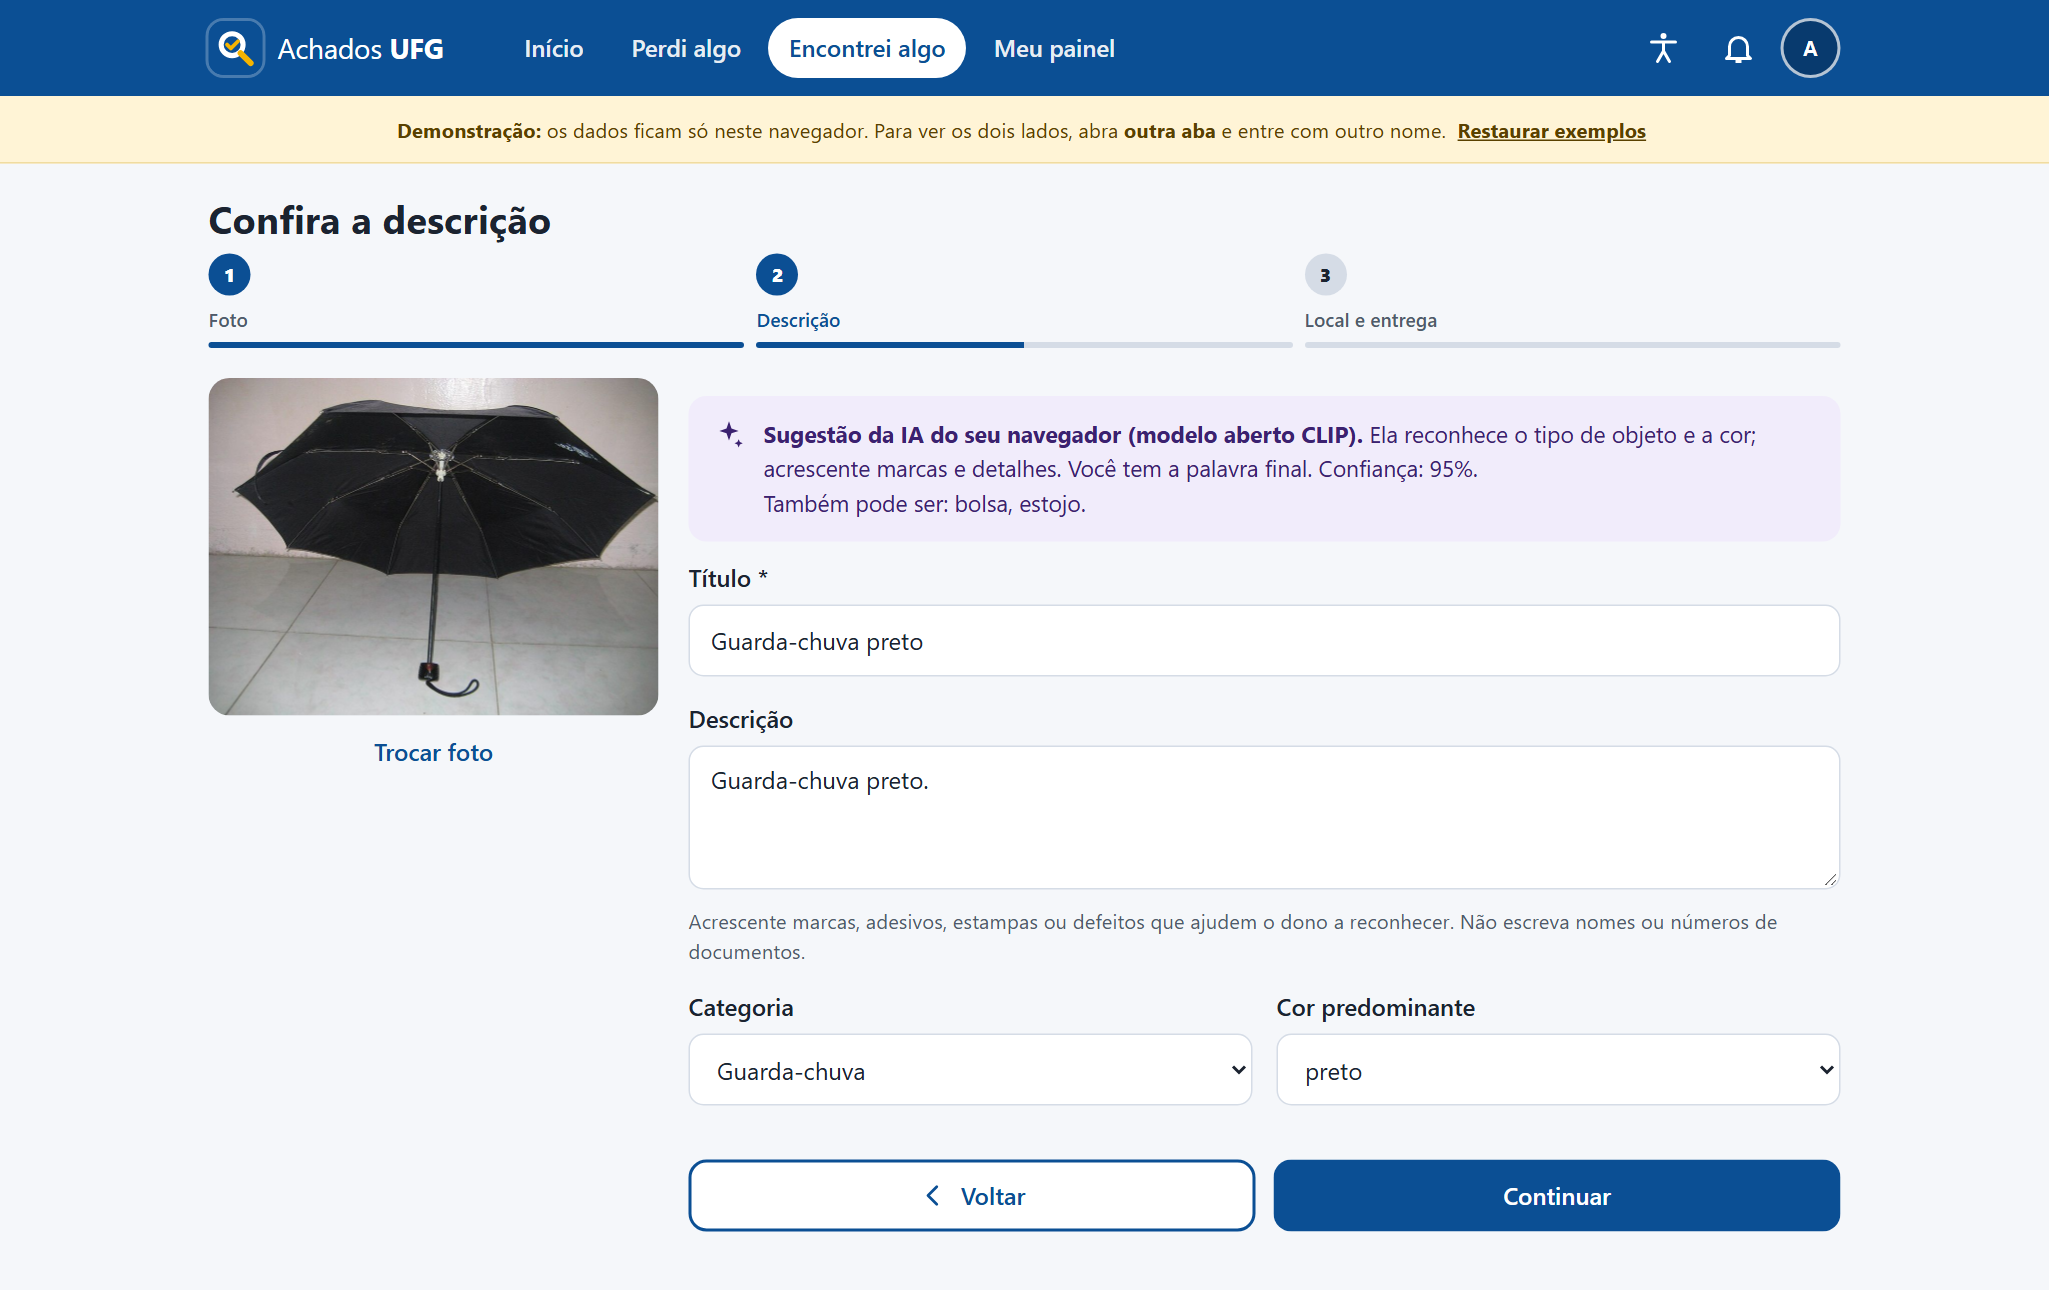 Achados UFG
Início
Perdi algo
Encontrei algo
Meu painel
A
Demonstração: os dados ficam só neste navegador. Para ver os dois lados, abra outra aba e entre com outro nome. Restaurar exemplos
Confira a descrição
1
Foto
2
Descrição
3
Local e entrega
Trocar foto
Sugestão da IA do seu navegador (modelo aberto CLIP). Ela reconhece o tipo de objeto e a cor;
acrescente marcas e detalhes. Você tem a palavra final. Confiança: 95%.
Também pode ser: bolsa, estojo.
Título *
Guarda-chuva preto
Descrição
Guarda-chuva preto.
Acrescente marcas, adesivos, estampas ou defeitos que ajudem o dono a reconhecer. Não escreva nomes ou números de
documentos.
Categoria
Guarda-chuva
Cor predominante
preto
Voltar
Continuar